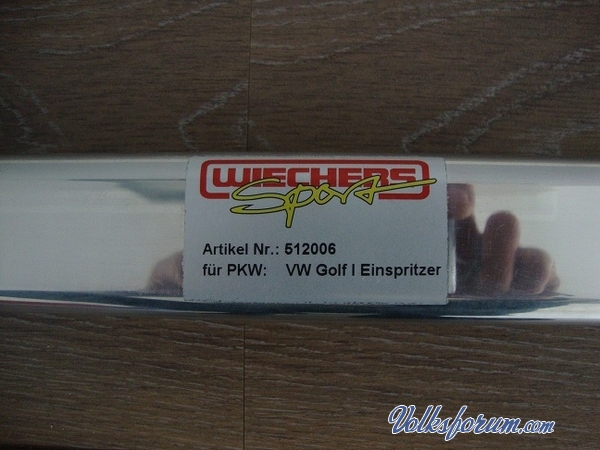 WIECHERS
Sport
Artikel Nr.: 512006
für PKW: VW Golf I Einspritzer
Volksforum.com